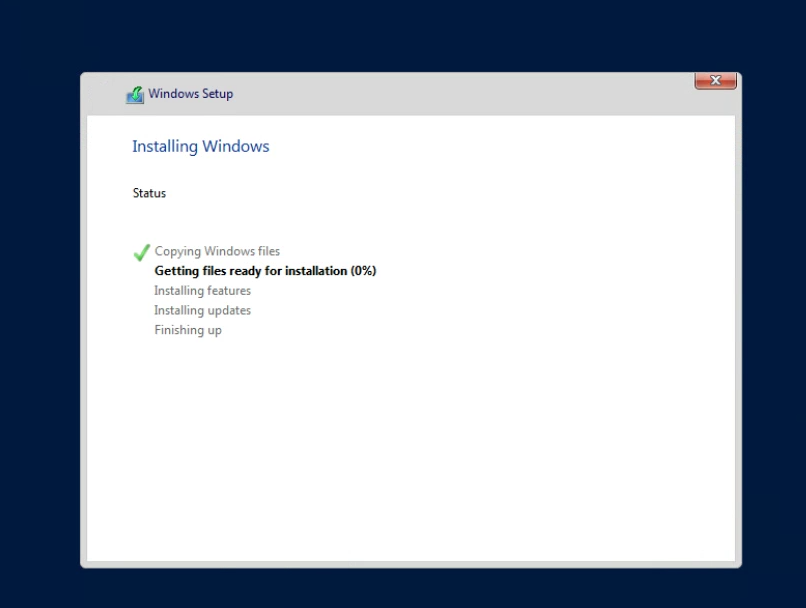 Windows Setup
Installing Windows
Status
Copying Windows files
Getting files ready for installation (0%)
Installing features
Installing updates
Finishing up